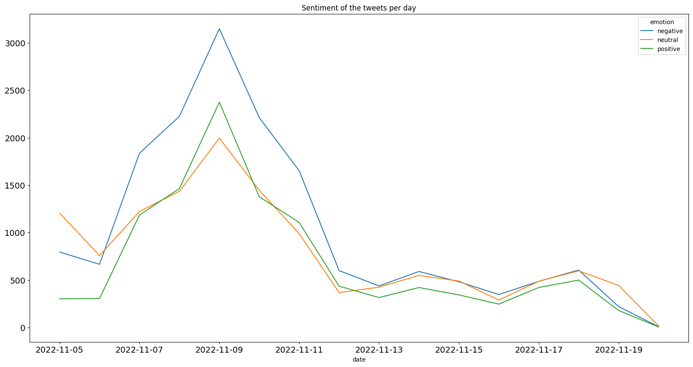 Sentiment of the tweets per day
emotion
negative
neutral
positive
3000
2500
2000
1500
1000
500
0
2022-11-05 2022-11-07 2022-11-09 2022-11-11 2022-11-13 2022-11-15 2022-11-17 2022-11-19
date